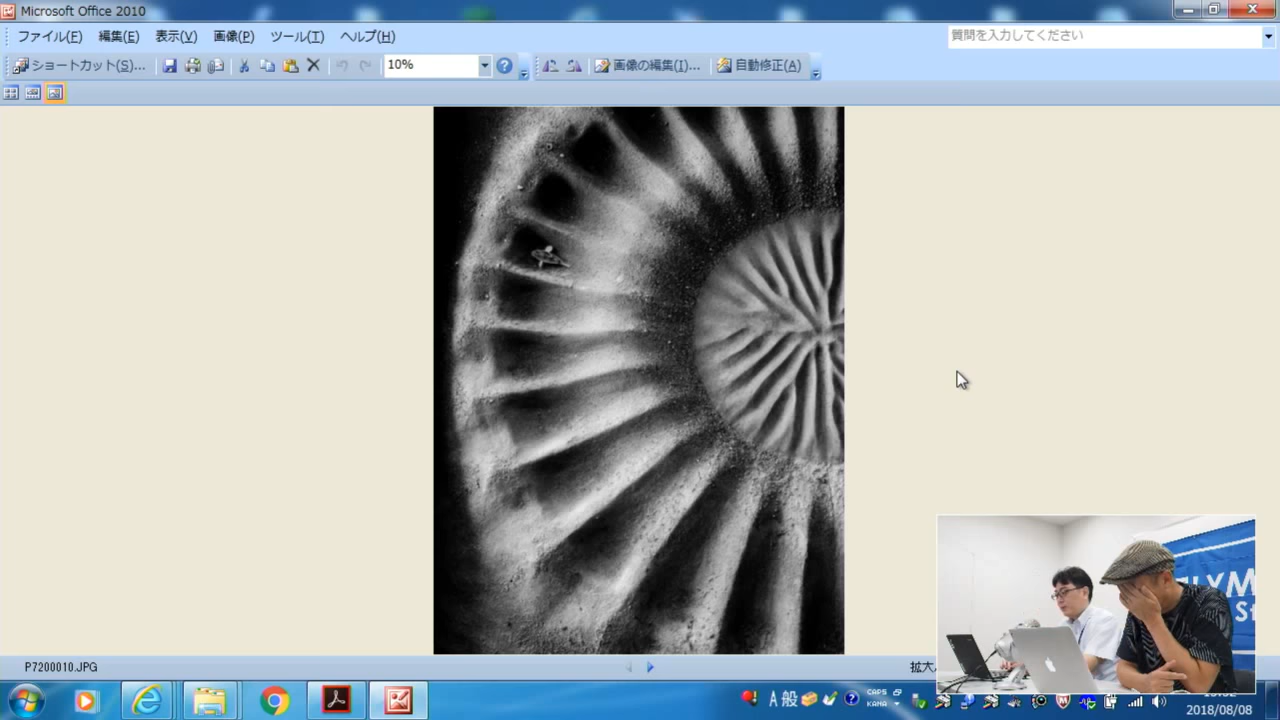 Microsoft Office 2010
ファイル(F) 編集(E) 表示(V) 画像(P) ツール(T) ヘルプ(H)
質問を入力してください
ショートカット(S)...
10%
画像の編集(I)...
自動修正(A)
P7200010.JPG
A 般
CAPS
KANA
2018/08/08